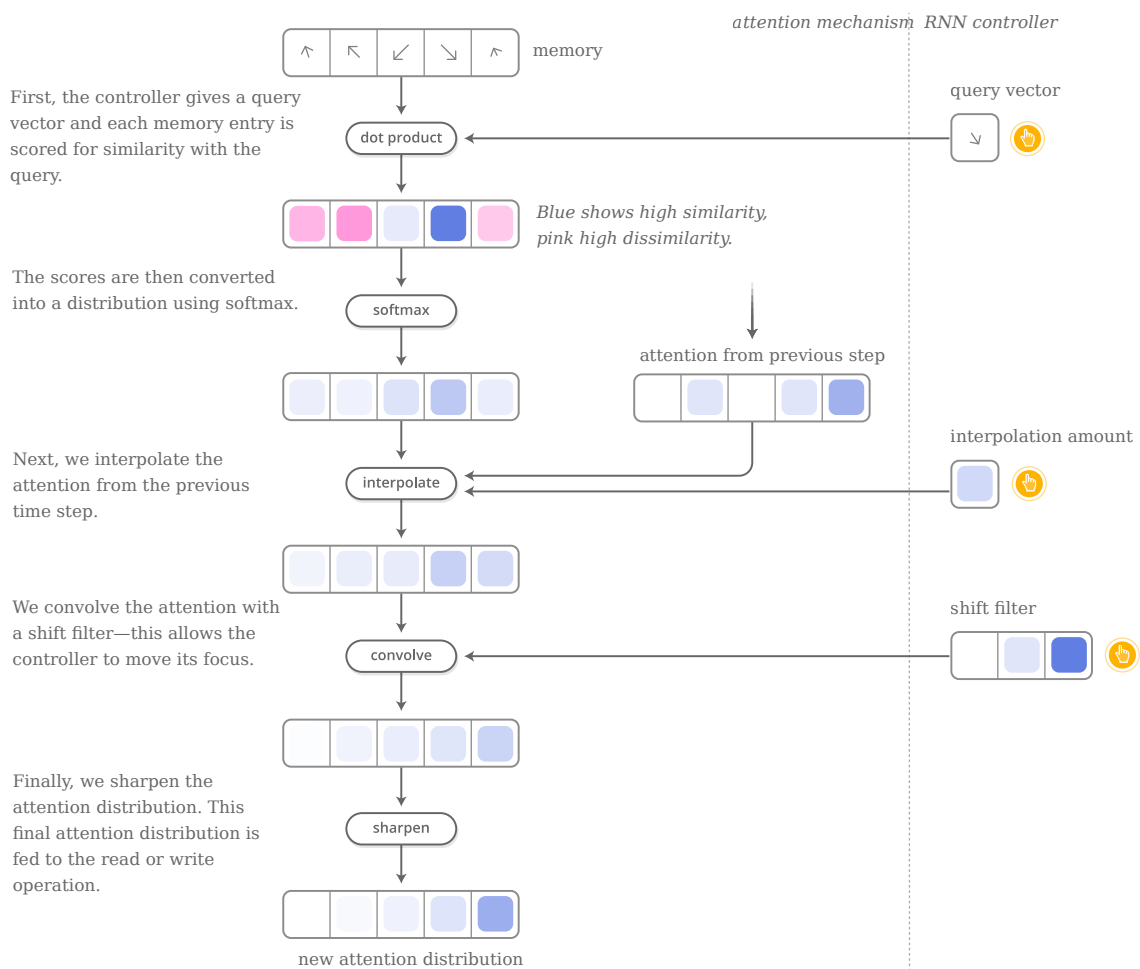 attention mechanism RNN controller
memory
First, the controller gives a query
vector and each memory entry is
scored for similarity with the
query.
query vector
dot product
Blue shows high similarity,
pink high dissimilarity.
The scores are then converted
into a distribution using softmax.
softmax
attention from previous step
Next, we interpolate the
attention from the previous
time step.
interpolation amount
interpolate
We convolve the attention with
a shift filter—this allows the
controller to move its focus.
shift filter
convolve
Finally, we sharpen the
attention distribution. This
final attention distribution is
fed to the read or write
operation.
sharpen
new attention distribution